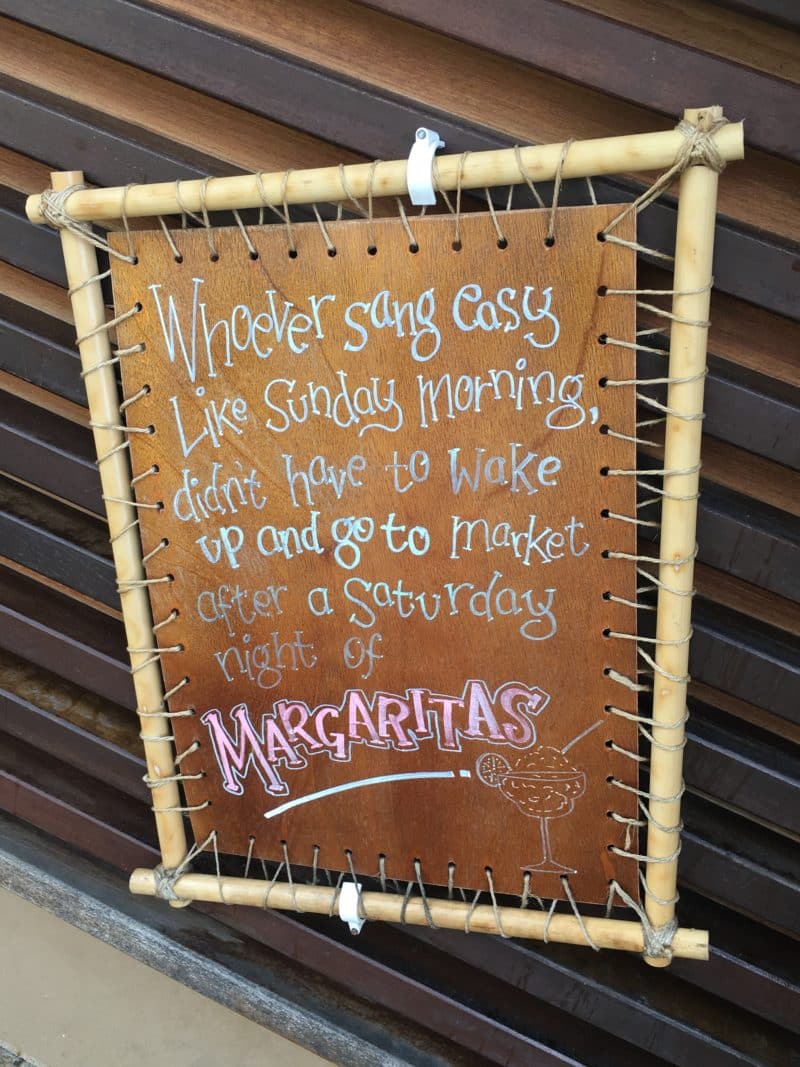 Whoever sang easy
Like Sunday morning,
didn't have to wake
up and go to market
after a Saturday
night of
MARGARITAS